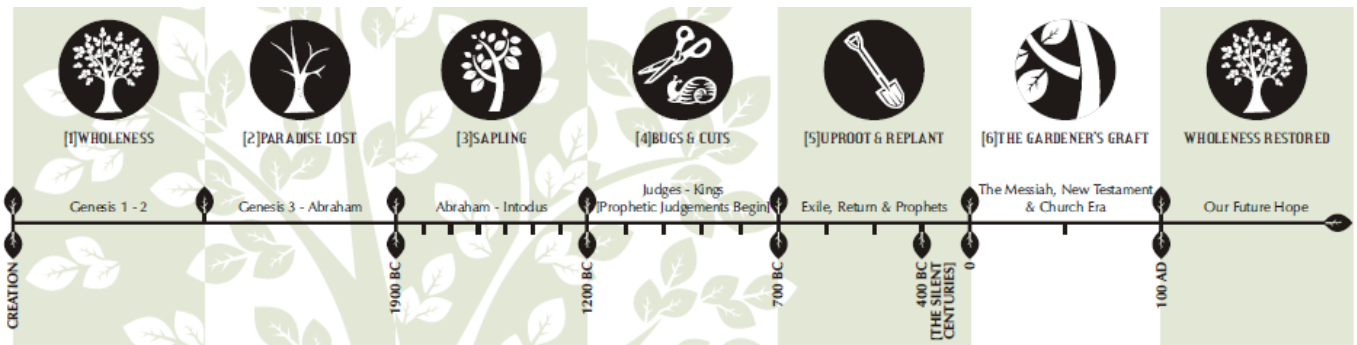 [1]WHOLENESS
[2]PARADISE LOST
[3]SAPLING
[4]BUGS & CUTS
[5]UPROOT & REPLANT
[6]THE GARDENER'S GRAFT
WHOLENESS RESTORED
Genesis 1 - 2
Genesis 3 - Abraham
Abraham - Intodus
Judges - Kings
[Prophetic Judgements Begin]
Exile, Return & Prophets
The Messiah, New Testament
& Church Era
Our Future Hope
CREATION
1900 BC
1200 BC
700 BC
400 BC
[THE SILENT
CENTURIES]
0
100 AD